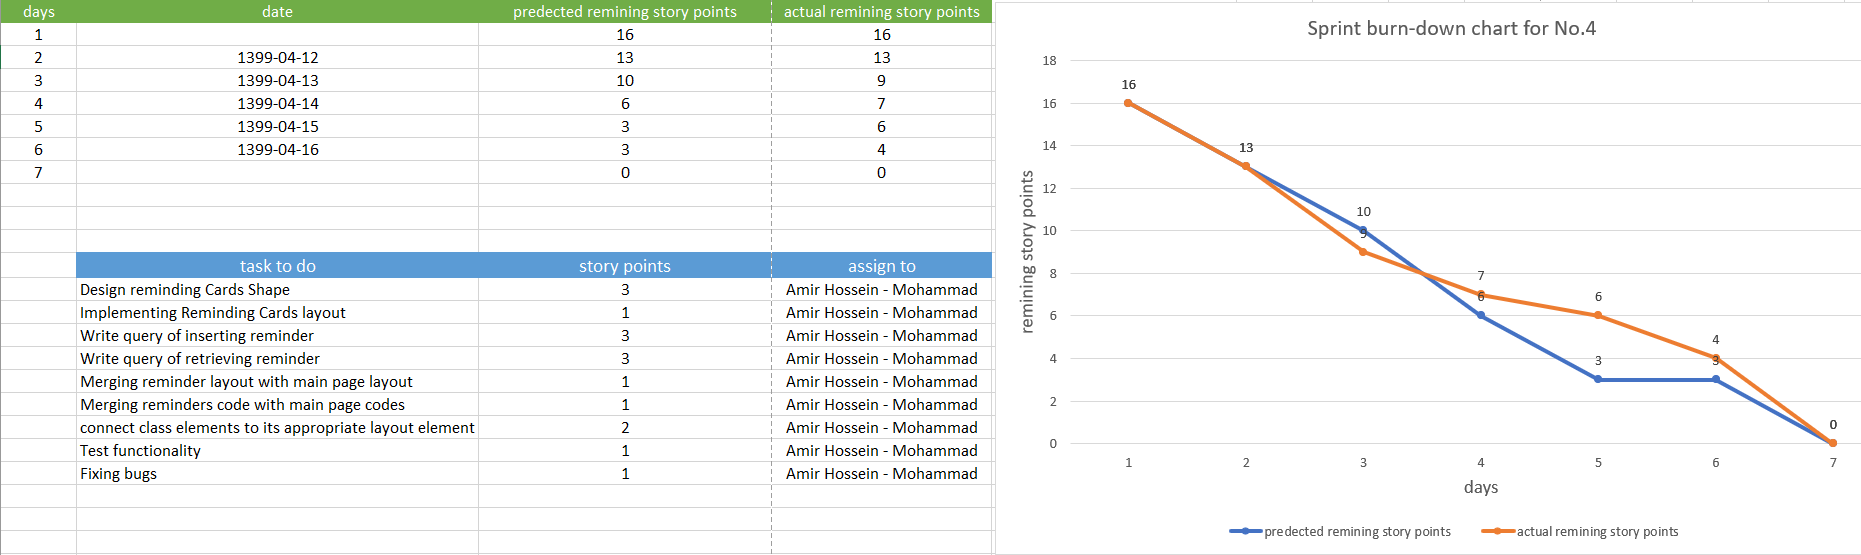 days date predected remining story points actual remining story points
1 16 16
2 1399-04-12 13 13
3 1399-04-13 10 9
4 1399-04-14 6 7
5 1399-04-15 3 6
6 1399-04-16 3 4
7 0 0
task to do story points assign to
Design reminding Cards Shape 3 Amir Hossein - Mohammad
Implementing Reminding Cards layout 1 Amir Hossein - Mohammad
Write query of inserting reminder 3 Amir Hossein - Mohammad
Write query of retrieving reminder 3 Amir Hossein - Mohammad
Merging reminder layout with main page layout 1 Amir Hossein - Mohammad
Merging reminders code with main page codes 1 Amir Hossein - Mohammad
connect class elements to its appropriate layout element 2 Amir Hossein - Mohammad
Test functionality 1 Amir Hossein - Mohammad
Fixing bugs 1 Amir Hossein - Mohammad
Sprint burn-down chart for No.4
remining story points
18
16
14
12
10
8
6
4
2
0
16
13
10
9
7
6
6
3
4
3
0
1 2 3 4 5 6 7
days
predected remining story points actual remining story points